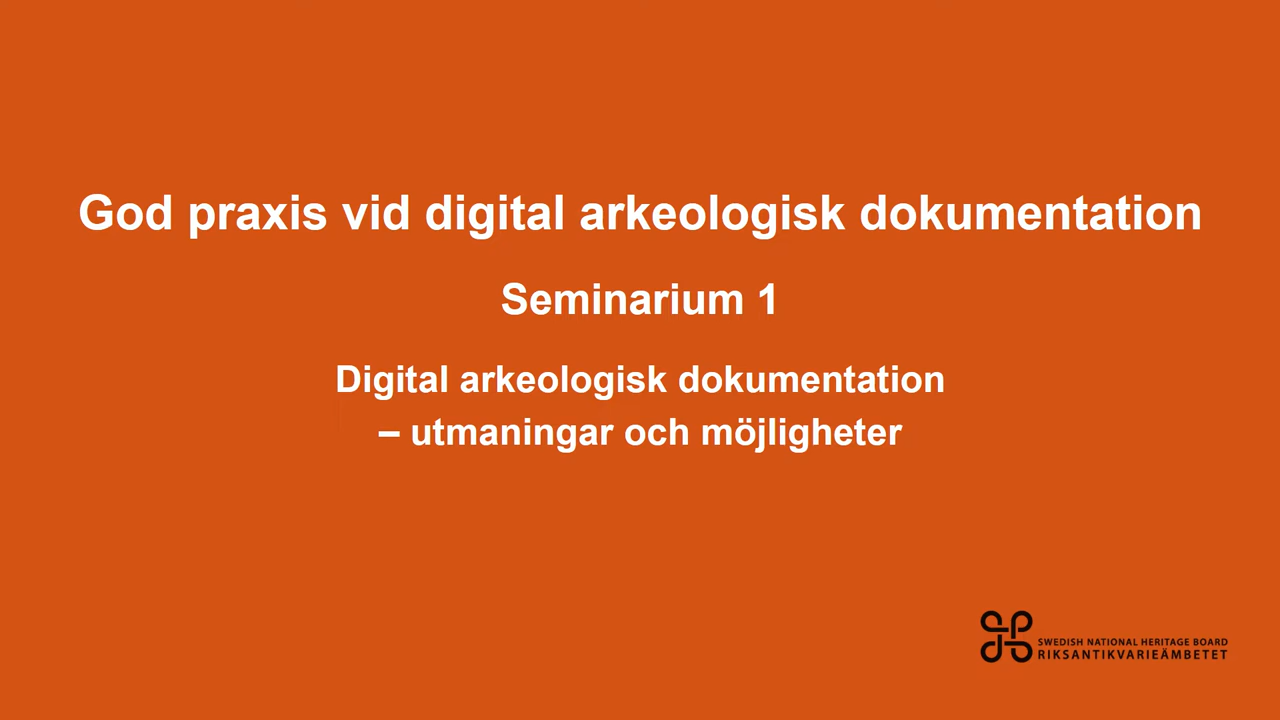 God praxis vid digital arkeologisk dokumentation
Seminarium 1
Digital arkeologisk dokumentation
– utmaningar och möjligheter
SWEDISH NATIONAL HERITAGE BOARD
RIKSANTIKVARIEÄMBETET